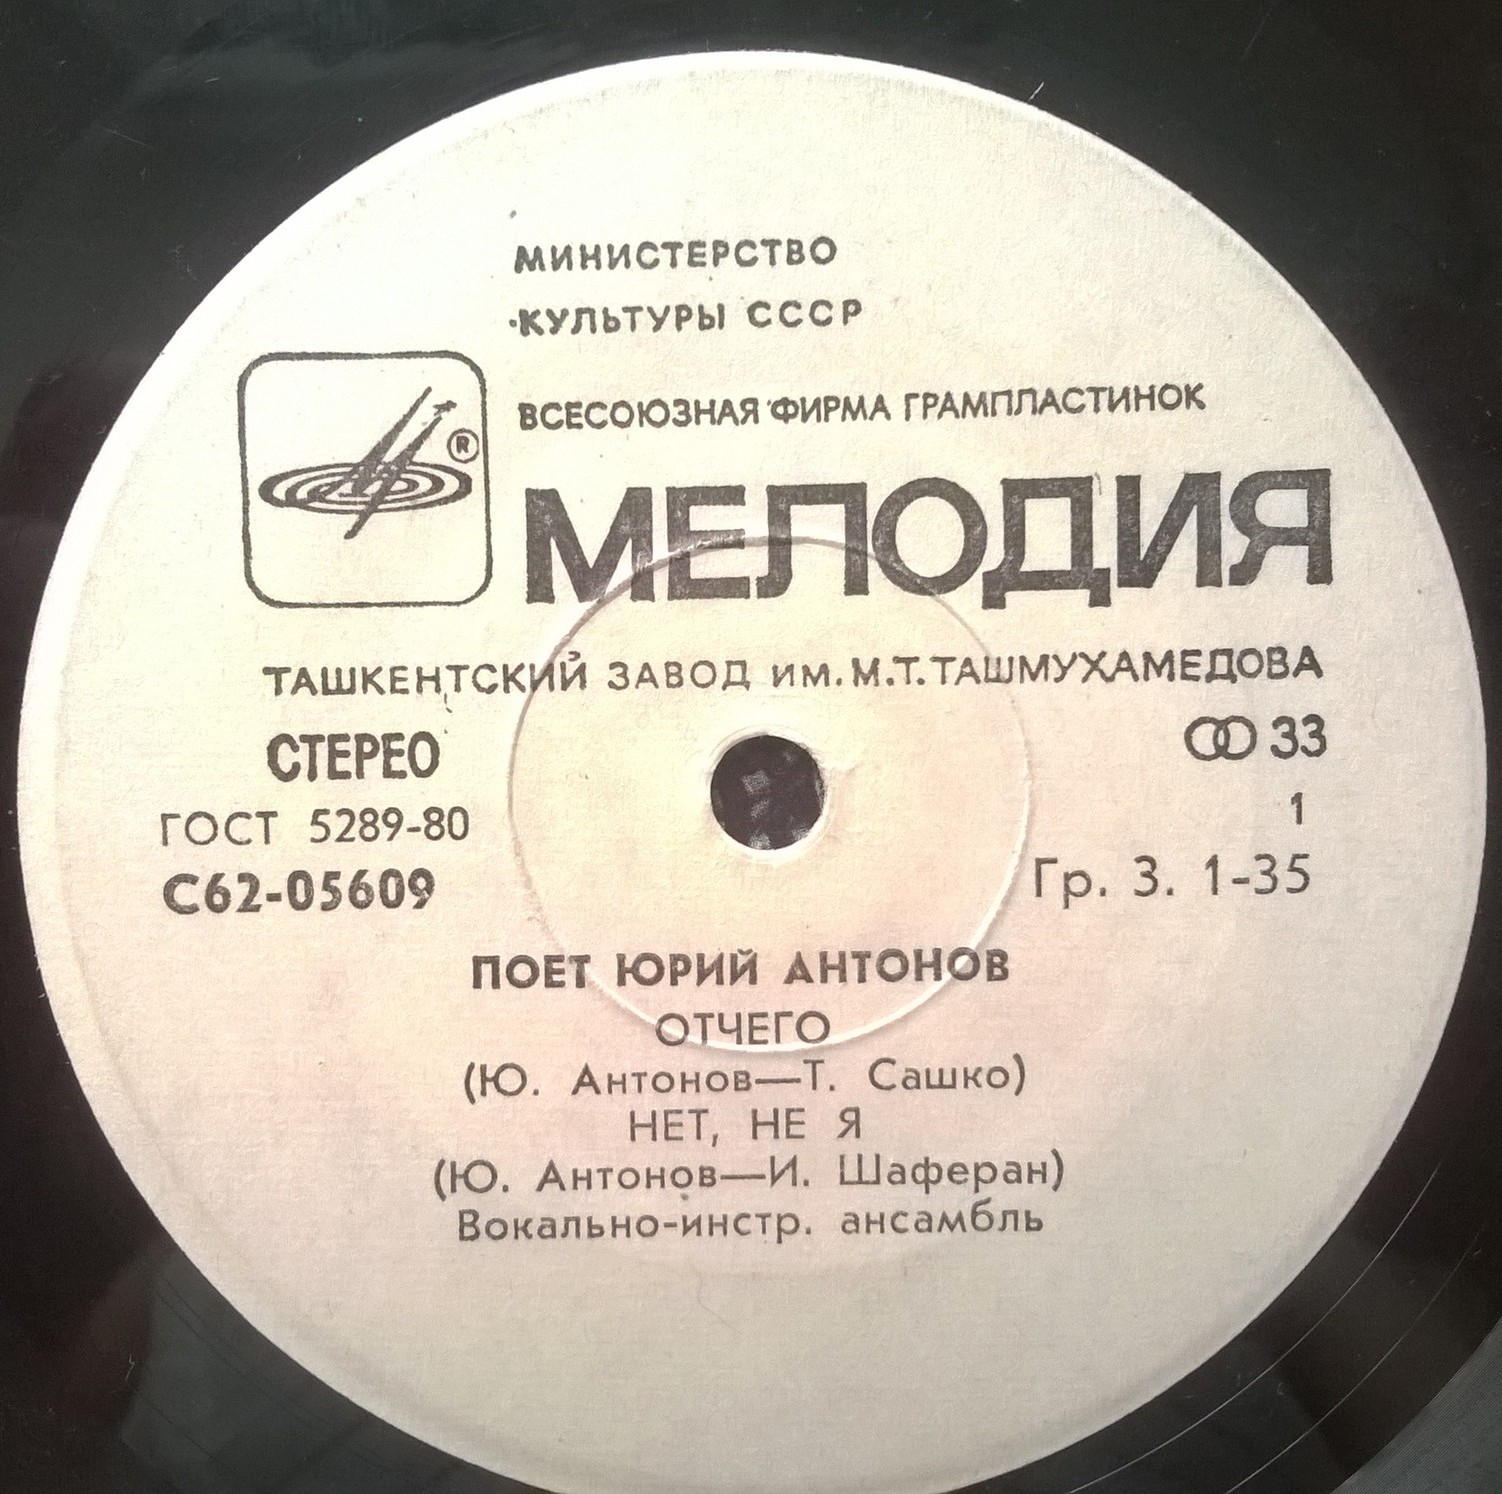 МИНИСТЕРСТВО
КУЛЬТУРЫ СССР
ВСЕСОЮЗНАЯ ФИРМА ГРАМПЛАСТИНОК
®
МЕЛОДИЯ
ТАШКЕНТСКИЙ ЗАВОД ИМ. М.Т.ТАШМУХАМЕДОВА
СТЕРЕО
33
ГОСТ 5289-80
1
С62-05609
Гр. 3. 1-35
ПОЕТ ЮРИЙ АНТОНОВ
ОТЧЕГО
(Ю. Антонов—Т. Сашко)
НЕТ, НЕ Я
(Ю. Антонов—И. Шаферан)
Вокально-инстр. ансамбль